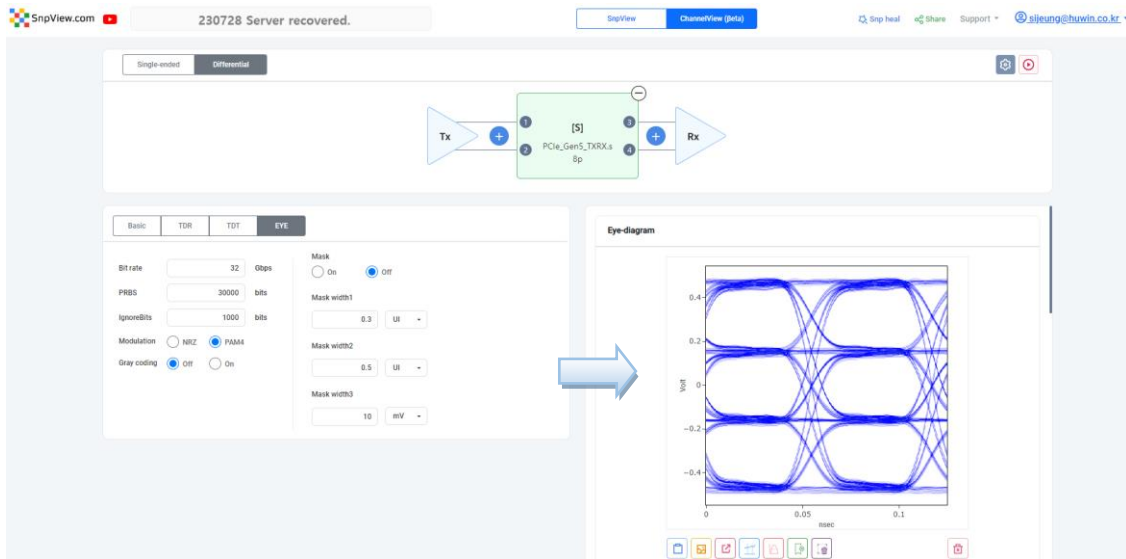 SnpView.com
230728 Server recovered.
SnpView
ChannelView (Beta)
Snp heal
Share
Support
sijeung@huwin.co.kr
Single-ended
Differential
Tx
+
1
2
[S]
PCIe_Gen5_TXRX.s
8p
3
4
+
Rx
Basic
TDR
TDT
EYE
Bit rate
32
Gbps
PRBS
30000
bits
IgnoreBits
1000
bits
Modulation
NRZ
PAM4
Gray coding
Off
On
Mask
On
Off
Mask width1
0.3
UI
Mask width2
0.5
UI
Mask width3
10
mV
Eye-diagram
Volt
0.4
0.2
0
−0.2
−0.4
0
0.05
0.1
nsec